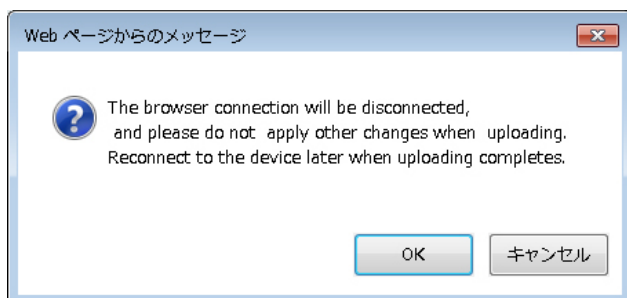 Web ページからのメッセージ
The browser connection will be disconnected,
and please do not apply other changes when uploading.
Reconnect to the device later when uploading completes.
OK
キャンセル